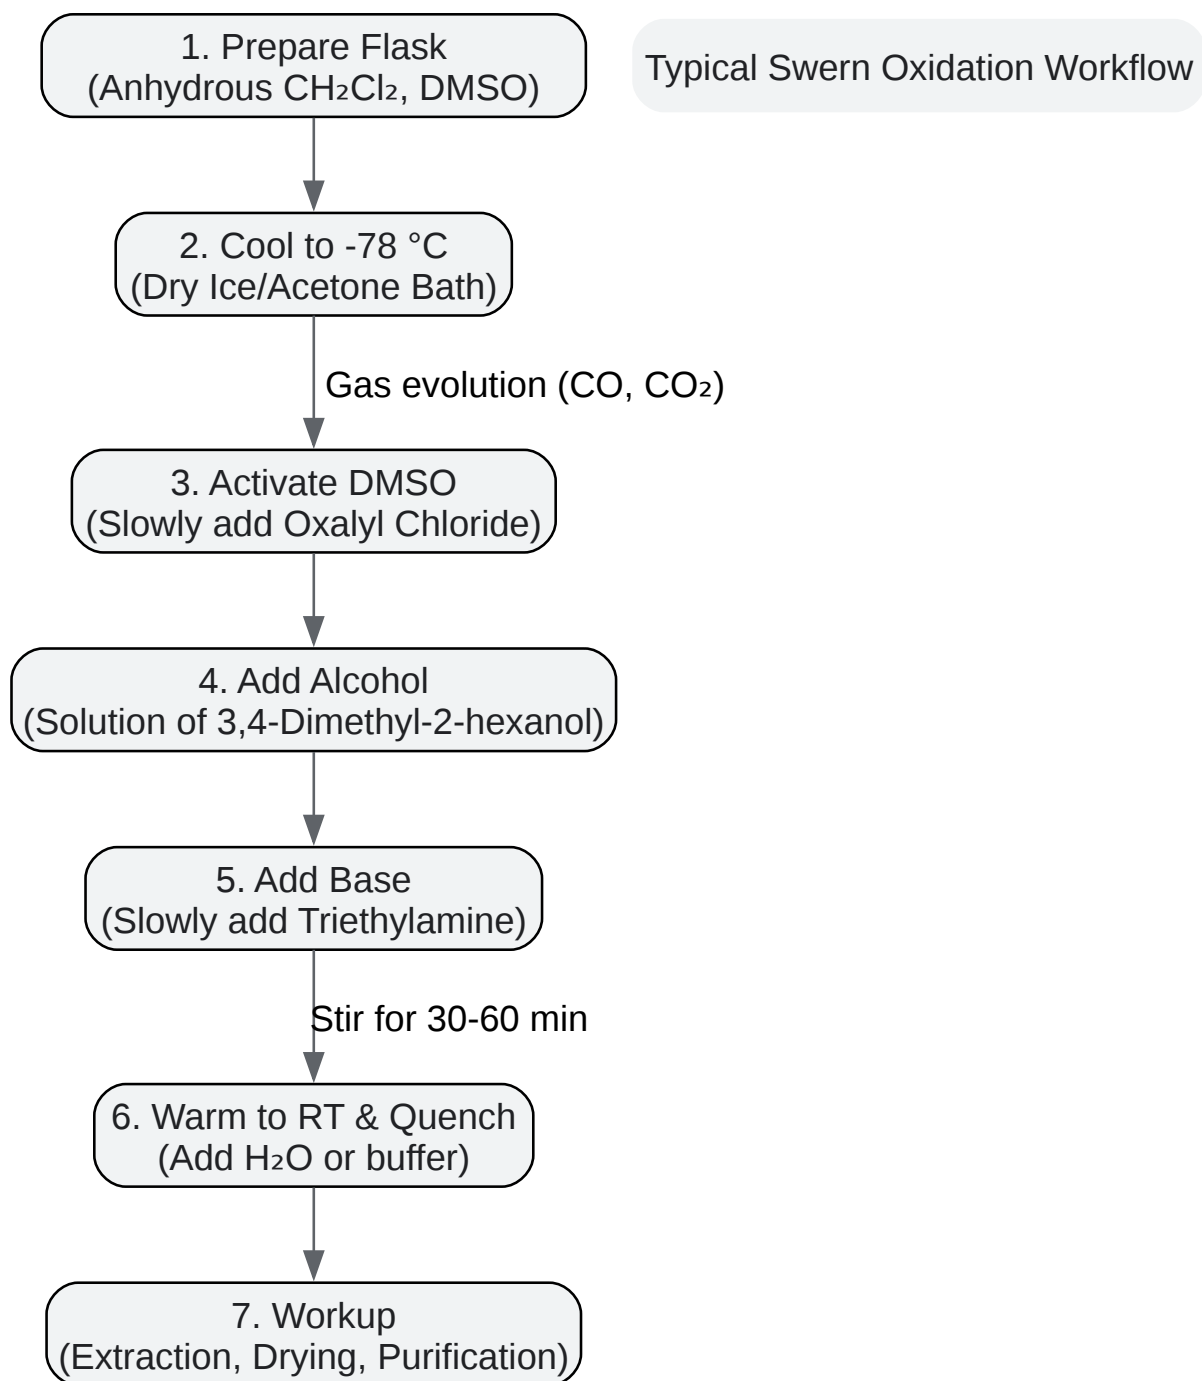 1. Prepare Flask
(Anhydrous CH₂Cl₂, DMSO)
Typical Swern Oxidation Workflow
2. Cool to -78 °C
(Dry Ice/Acetone Bath)
Gas evolution (CO, CO₂)
3. Activate DMSO
(Slowly add Oxalyl Chloride)
4. Add Alcohol
(Solution of 3,4-Dimethyl-2-hexanol)
5. Add Base
(Slowly add Triethylamine)
Stir for 30-60 min
6. Warm to RT & Quench
(Add H₂O or buffer)
7. Workup
(Extraction, Drying, Purification)